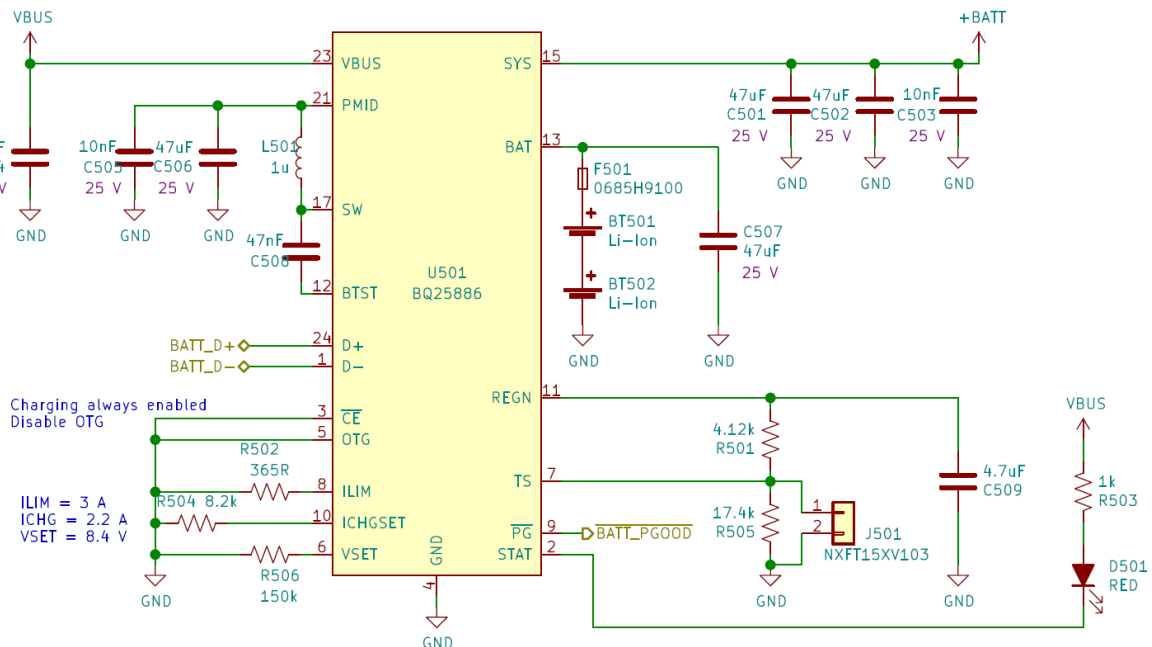 VBUS
+BATT
23
VBUS
SYS
15
21
PMID
10nF
C505
25 V
47uF
C506
25 V
L501
1u
47uF
C501
25 V
47uF
C502
25 V
10nF
C503
25 V
GND
GND
GND
GND
GND
GND
BAT
13
F501
0685H9100
17
SW
BT501
Li-Ion
47nF
C508
C507
47uF
25 V
U501
BQ25886
12
BTST
BT502
Li-Ion
BATT_D+
24
D+
BATT_D-
1
D-
GND
GND
REGN
11
Charging always enabled
Disable OTG
3
CE
5
OTG
VBUS
4.12k
R501
R502
365R
8
ILIM
TS
7
4.7uF
C509
1k
R503
ILIM = 3 A
ICHG = 2.2 A
VSET = 8.4 V
R504 8.2k
10
ICHGSET
17.4k
R505
1
2
J501
NXFT15XV103
PG
9
BATT_PGOOD
6
VSET
STAT
2
R506
150k
GND
4
D501
RED
GND
GND
GND
GND